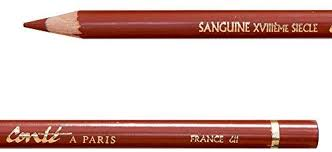 SANGUINE XVIIIÈME SIECLE
Conté A PARIS FRANCE